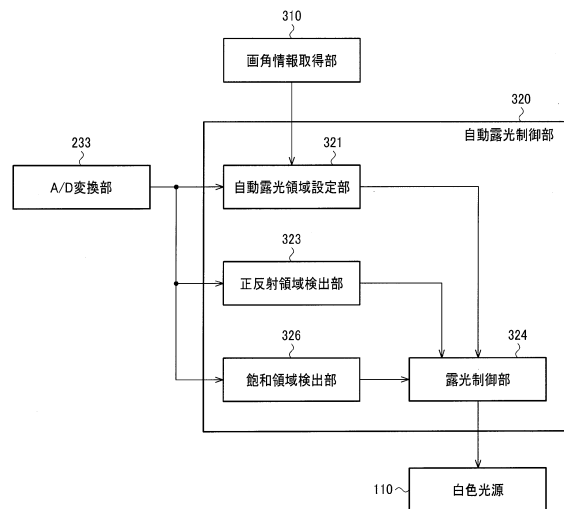 310
画角情報取得部
320
自動露光制御部
233
A/D変換部
321
自動露光領域設定部
323
正反射領域検出部
326
飽和領域検出部
324
露光制御部
110
白色光源